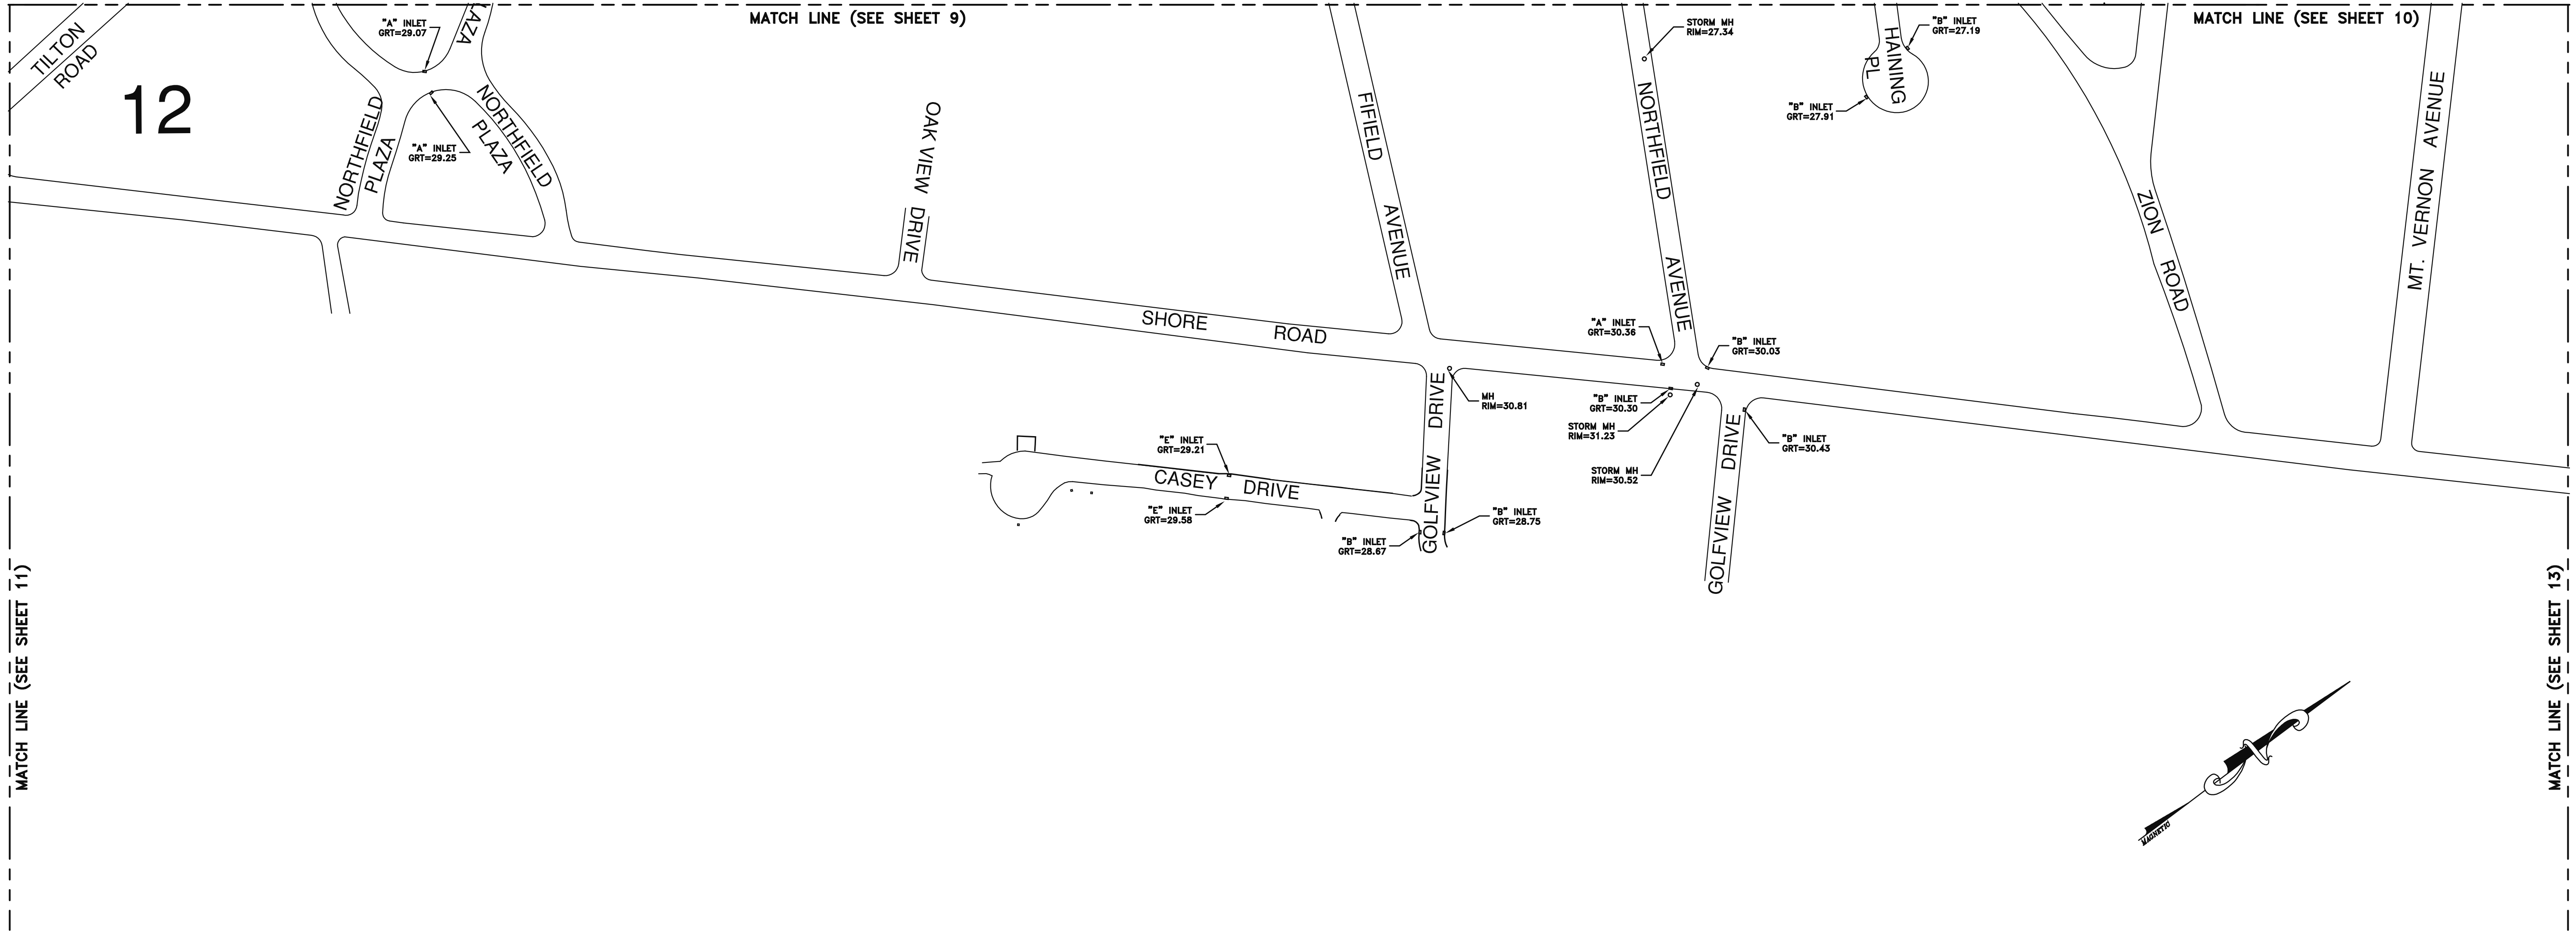 MATCH LINE (SEE SHEET 9)
MATCH LINE (SEE SHEET 10)
TILTON
ROAD
12
"A" INLET
GRT=29.07
LAZA
NORTHFIELD
PLAZA
"A" INLET
GRT=29.25
NORTHFIELD
PLAZA
OAK VIEW DRIVE
FIFIELD AVENUE
STORM MH
RIM=27.34
NORTHFIELD AVENUE
HAINING
PL
"B" INLET
GRT=27.19
"B" INLET
GRT=27.91
ZION ROAD
MT. VERNON AVENUE
SHORE ROAD
"A" INLET
GRT=30.36
"B" INLET
GRT=30.03
MH
RIM=30.81
"B" INLET
GRT=30.30
STORM MH
RIM=31.23
STORM MH
RIM=30.52
"B" INLET
GRT=30.43
GOLFVIEW DRIVE
GOLFVIEW DRIVE
"E" INLET
GRT=29.21
CASEY DRIVE
"E" INLET
GRT=29.58
"B" INLET
GRT=28.67
"B" INLET
GRT=28.75
MATCH LINE (SEE SHEET 11)
MATCH LINE (SEE SHEET 13)
MAGNETIC